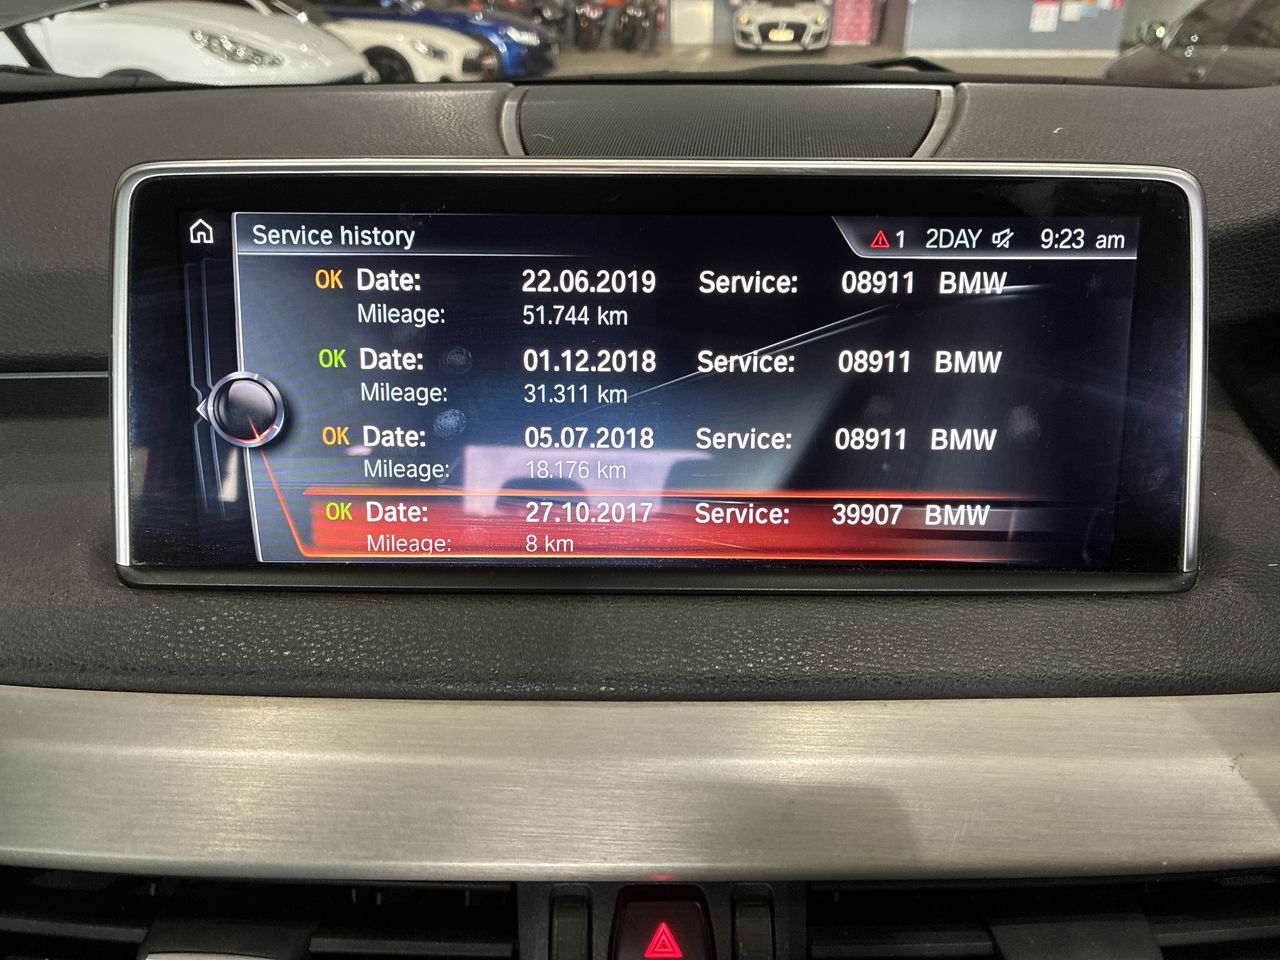 Service history
1 2DAY 9:23 am
OK Date: 22.06.2019 Service: 08911 BMW
Mileage: 51.744 km
OK Date: 01.12.2018 Service: 08911 BMW
Mileage: 31.311 km
OK Date: 05.07.2018 Service: 08911 BMW
Mileage: 18.176 km
OK Date: 27.10.2017 Service: 39907 BMW
Mileage: 8 km